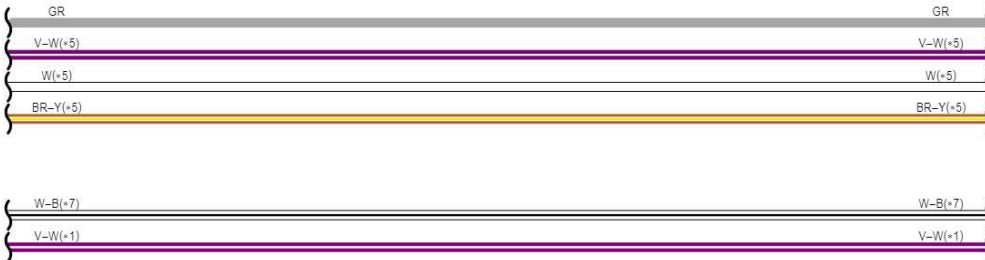 GR GR
V–W(*5) V–W(*5)
W(*5) W(*5)
BR–Y(*5) BR–Y(*5)
W–B(*7) W–B(*7)
V–W(*1) V–W(*1)